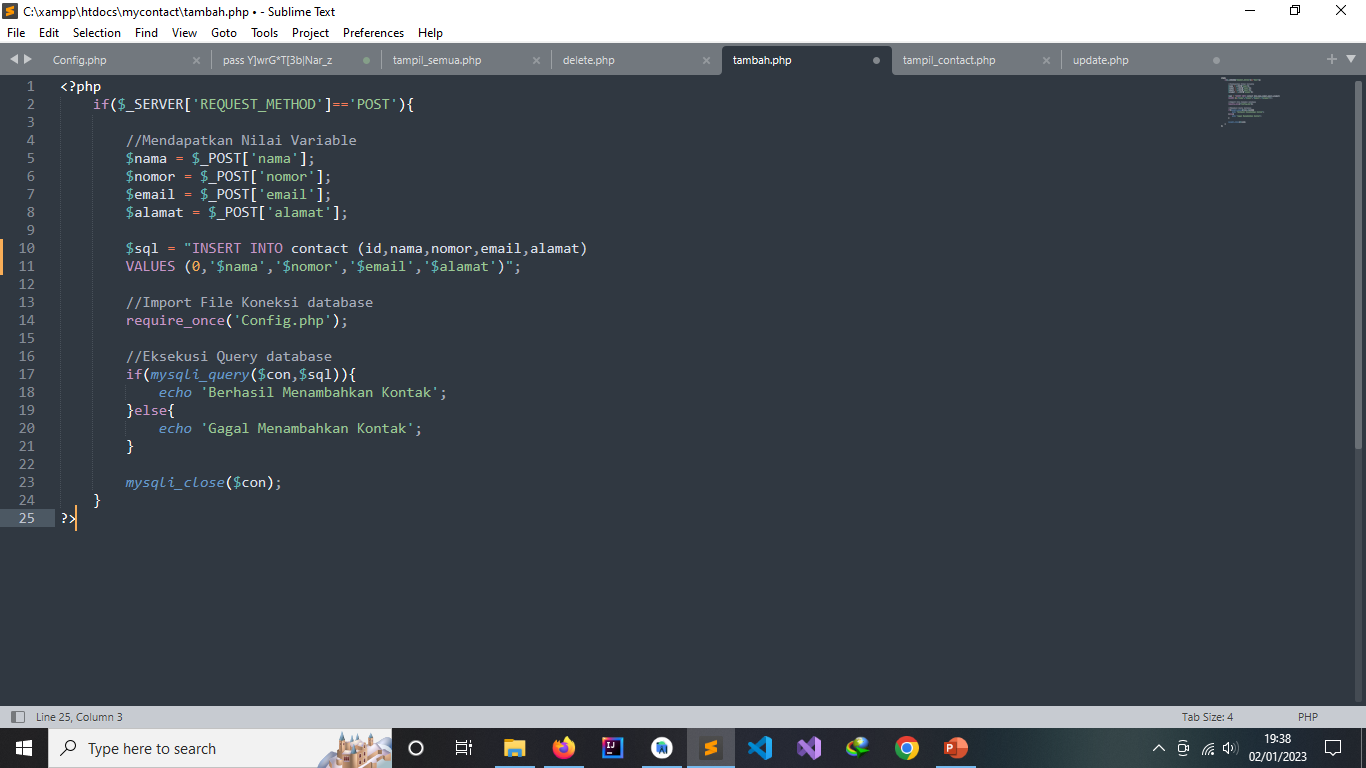 C:\xampp\htdocs\mycontact\tambah.php • - Sublime Text
File Edit Selection Find View Goto Tools Project Preferences Help
Config.php pass Y]wrG*T[3b|Nar_z tampil_semua.php delete.php tambah.php tampil_contact.php update.php
1 <?php
2 if($_SERVER['REQUEST_METHOD']=='POST'){
3
4 //Mendapatkan Nilai Variable
5 $nama = $_POST['nama'];
6 $nomor = $_POST['nomor'];
7 $email = $_POST['email'];
8 $alamat = $_POST['alamat'];
9
10 $sql = "INSERT INTO contact (id,nama,nomor,email,alamat)
11 VALUES (0,'$nama','$nomor','$email','$alamat')";
12
13 //Import File Koneksi database
14 require_once('Config.php');
15
16 //Eksekusi Query database
17 if(mysqli_query($con,$sql)){
18 echo 'Berhasil Menambahkan Kontak';
19 }else{
20 echo 'Gagal Menambahkan Kontak';
21 }
22
23 mysqli_close($con);
24 }
25 ?>
Line 25, Column 3 Tab Size: 4 PHP
Type here to search
19:38
02/01/2023